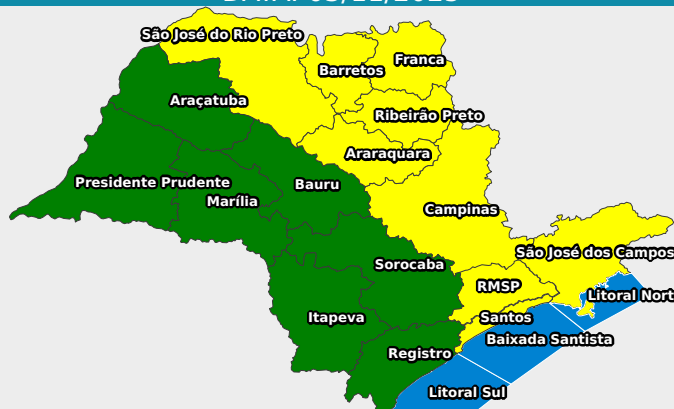 São José do Rio Preto
Franca
Barretos
Araçatuba
Ribeirão Preto
Araraquara
Presidente Prudente
Bauru
Marília
Campinas
São José dos Campos
Sorocaba
RMSP
Litoral Nort
Itapeva
Santos
Baixada Santista
Registro
Litoral Sul